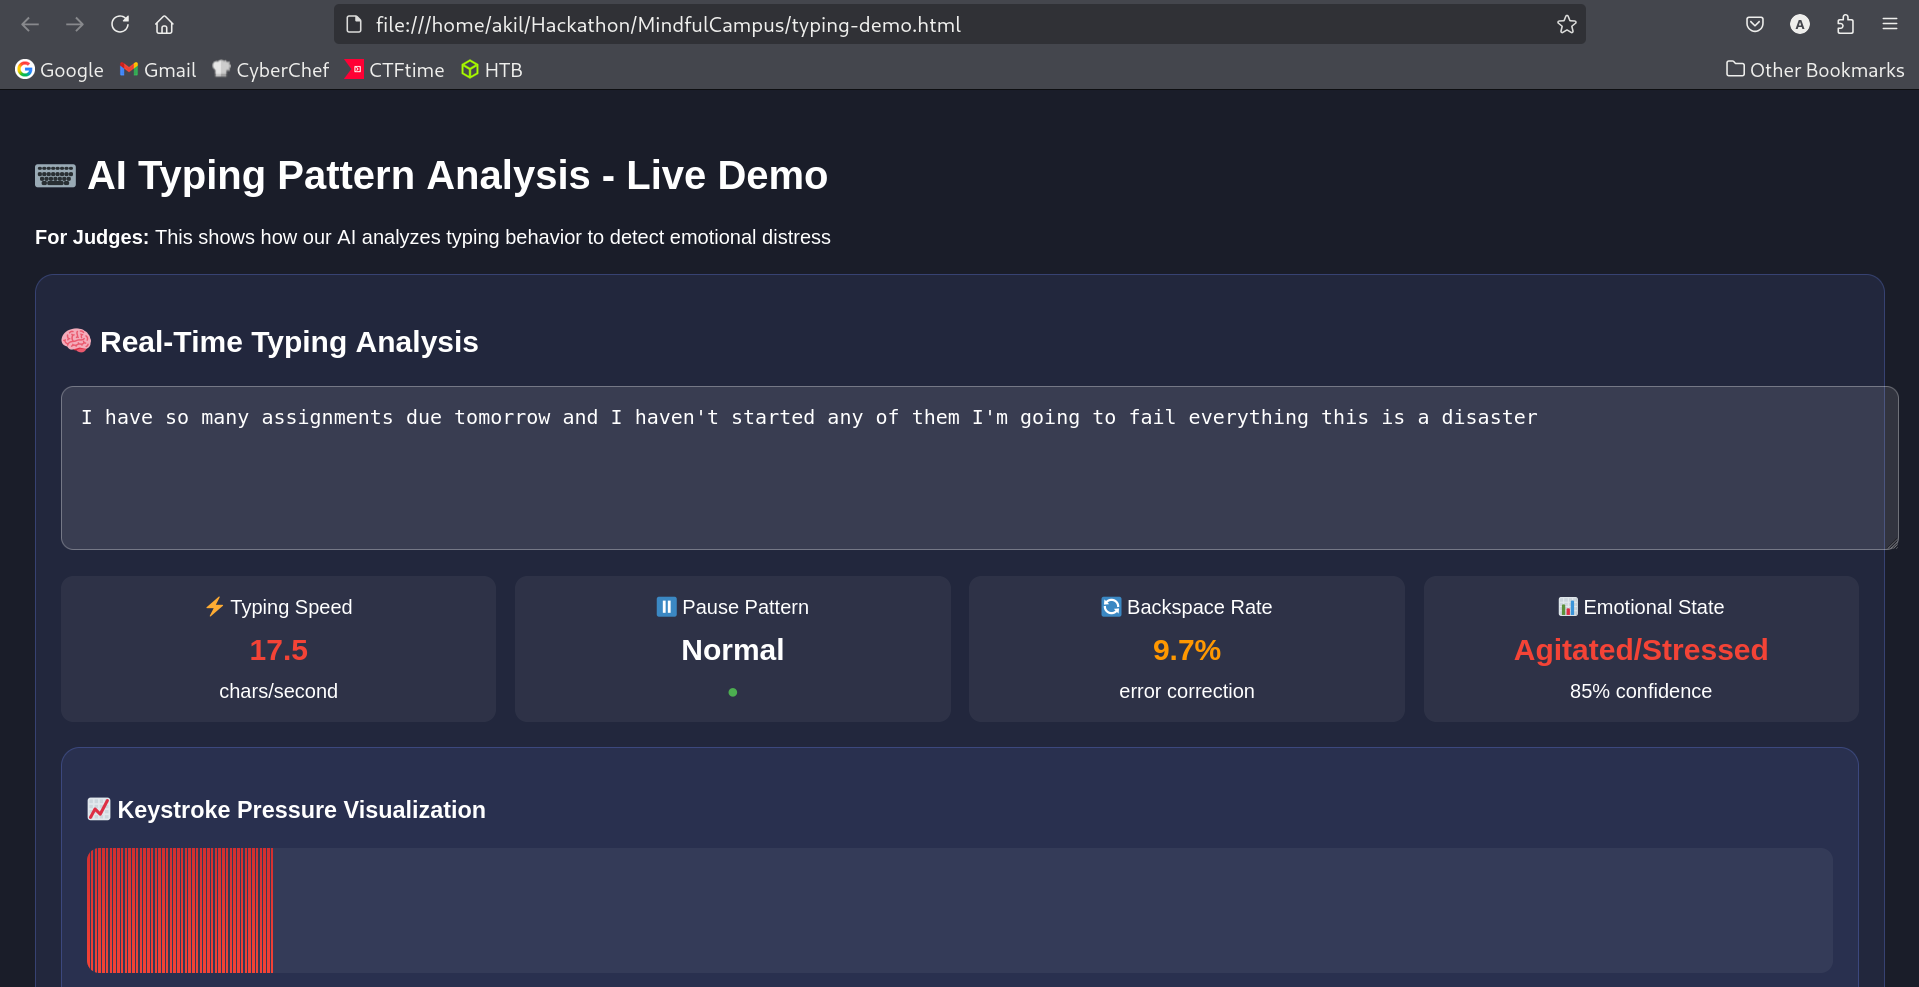 file:///home/akil/Hackathon/MindfulCampus/typing-demo.html
A
Google Gmail CyberChef CTFtime HTB Other Bookmarks
AI Typing Pattern Analysis - Live Demo
For Judges: This shows how our AI analyzes typing behavior to detect emotional distress
Real-Time Typing Analysis
I have so many assignments due tomorrow and I haven't started any of them I'm going to fail everything this is a disaster
Typing Speed
17.5
chars/second
Pause Pattern
Normal
Backspace Rate
9.7%
error correction
Emotional State
Agitated/Stressed
85% confidence
Keystroke Pressure Visualization